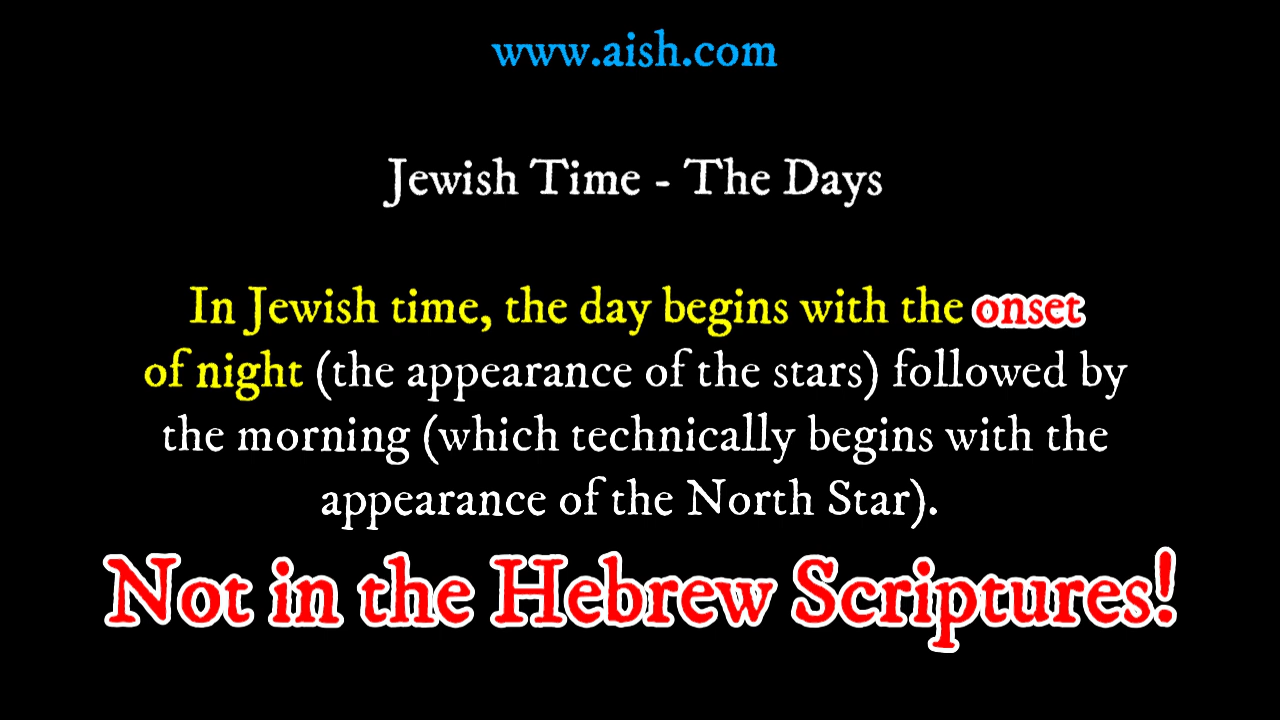 www.aish.com
Jewish Time - The Days
In Jewish time, the day begins with the onset
of night (the appearance of the stars) followed by
the morning (which technically begins with the
appearance of the North Star).
Not in the Hebrew Scriptures!